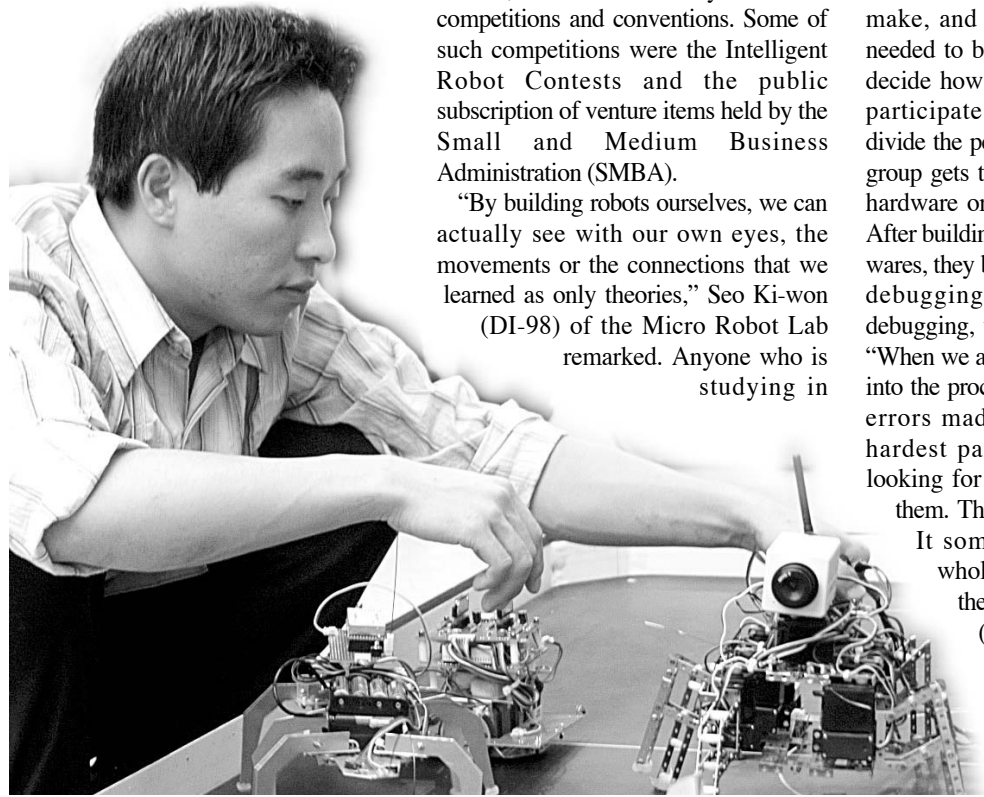 competitions and conventions. Some of
such competitions were the Intelligent
Robot Contests and the public
subscription of venture items held by the
Small and Medium Business
Administration (SMBA).
“By building robots ourselves, we can
actually see with our own eyes, the
movements or the connections that we
learned as only theories,” Seo Ki-won
(DI-98) of the Micro Robot Lab
remarked. Anyone who is
studying in
make, and
needed to b
decide how
participate
divide the p
group gets t
hardware or
After buildin
wares, they b
debugging
debugging,
“When we a
into the proc
errors mad
hardest pa
looking for
them. Th
It som
whol
the
(